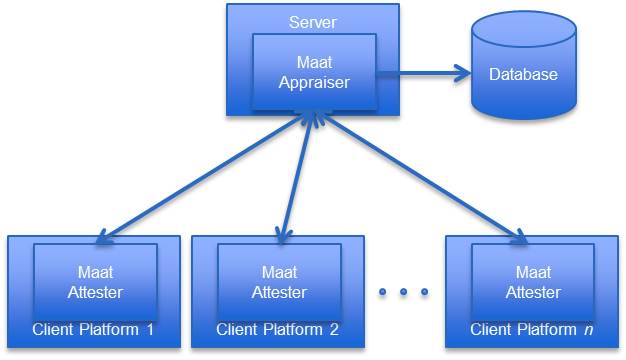 Server
Maat
Appraiser
Database
Maat
Attester
Client Platform 1
Maat
Attester
Client Platform 2
Maat
Attester
Client Platform n